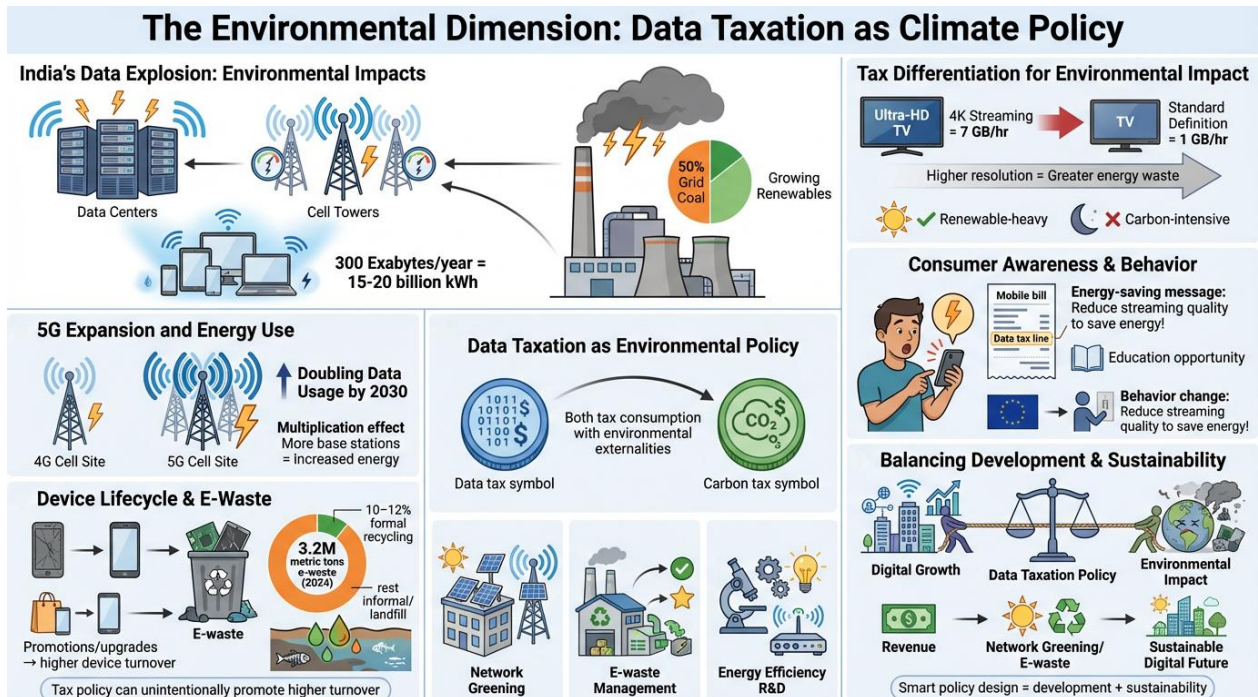 The Environmental Dimension: Data Taxation as Climate Policy
India's Data Explosion: Environmental Impacts
Data Centers
Cell Towers
300 Exabytes/year =
15-20 billion kWh
50%
Grid
Coal
Growing
Renewables
Tax Differentiation for Environmental Impact
Ultra-HD
TV
4K Streaming
= 7 GB/hr
TV
Standard
Definition
= 1 GB/hr
Higher resolution = Greater energy waste
Renewable-heavy
Carbon-intensive
Consumer Awareness & Behavior
Mobile bill
Data tax line
Energy-saving message:
Reduce streaming quality
to save energy!
Education opportunity
Behavior change:
Reduce streaming
quality to save energy!
5G Expansion and Energy Use
4G Cell Site
5G Cell Site
Doubling Data
Usage by 2030
Multiplication effect
More base stations
= increased energy
Data Taxation as Environmental Policy
1011
10101
01101
1100
101
$
$
Data tax symbol
Both tax consumption
with environmental
externalities
CO₂
$
Carbon tax symbol
Device Lifecycle & E-Waste
Promotions/upgrades
→ higher device turnover
E-waste
3.2M
metric tons
e-waste
(2024)
10–12%
formal
recycling
rest
informal/
landfill
Tax policy can unintentionally promote higher turnover
Network
Greening
E-waste
Management
Energy Efficiency
R&D
Balancing Development & Sustainability
Digital Growth
Data Taxation Policy
Environmental
Impact
$
Revenue
Network Greening/
E-waste
Sustainable
Digital Future
Smart policy design = development + sustainability